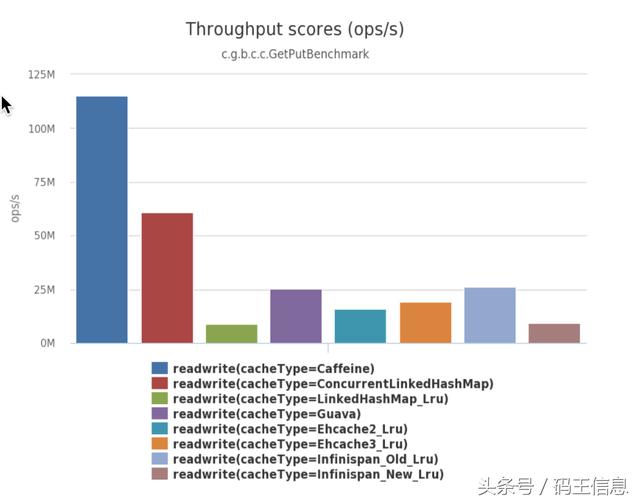 Throughput scores (ops/s)
c.g.b.c.c.GetPutBenchmark
125M
100M
75M
50M
25M
0M
ops/s
readwrite(cacheType=Caffeine)
readwrite(cacheType=ConcurrentLinkedHashMap)
readwrite(cacheType=LinkedHashMap_Lru)
readwrite(cacheType=Guava)
readwrite(cacheType=Ehcache2_Lru)
readwrite(cacheType=Ehcache3_Lru)
readwrite(cacheType=Infinispan_Old_Lru)
readwrite(cacheType=Infinispan_New_Lru)
头条号 / 码王信息